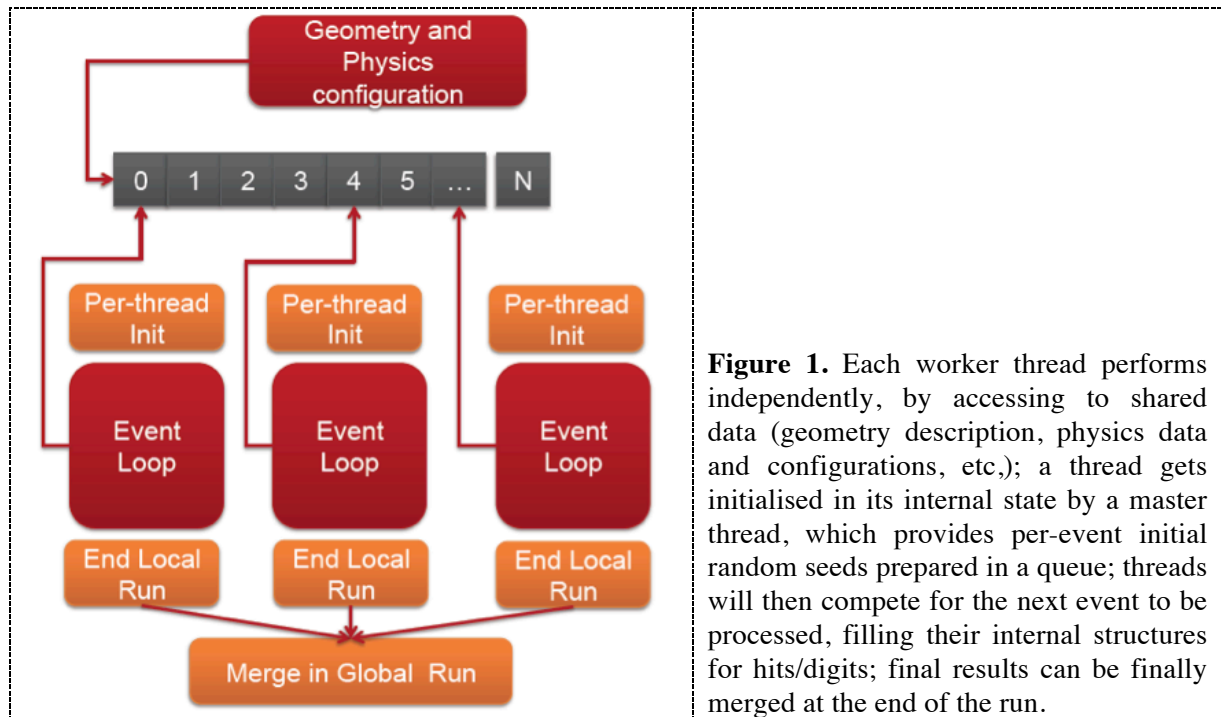 Geometry and
Physics
configuration
0 1 2 3 4 5 ... N
Per-thread
Init
Per-thread
Init
Per-thread
Init
Event
Loop
Event
Loop
Event
Loop
End Local
Run
End Local
Run
End Local
Run
Merge in Global Run
Figure 1. Each worker thread performs
independently, by accessing to shared
data (geometry description, physics data
and configurations, etc,); a thread gets
initialised in its internal state by a master
thread, which provides per-event initial
random seeds prepared in a queue; threads
will then compete for the next event to be
processed, filling their internal structures
for hits/digits; final results can be finally
merged at the end of the run.